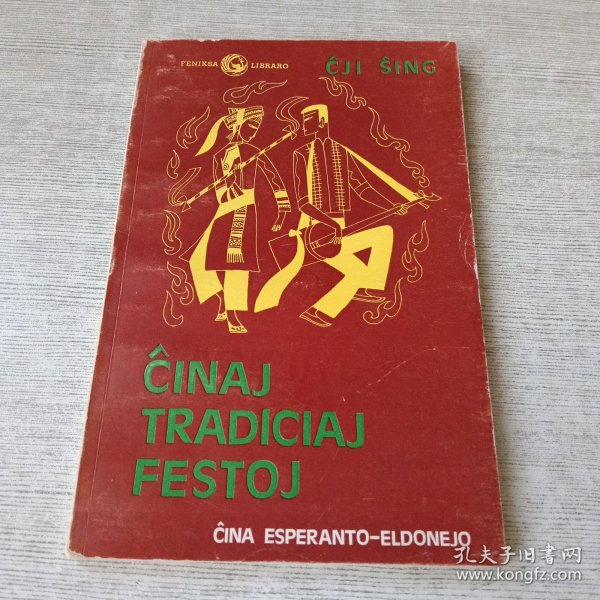 FENIKSA LIBRARO
ĈJI ŜING
ĈINAJ
TRADICIAJ
FESTOJ
ĈINA ESPERANTO-ELDONEJO
孔夫子旧书网
www.kongfz.com